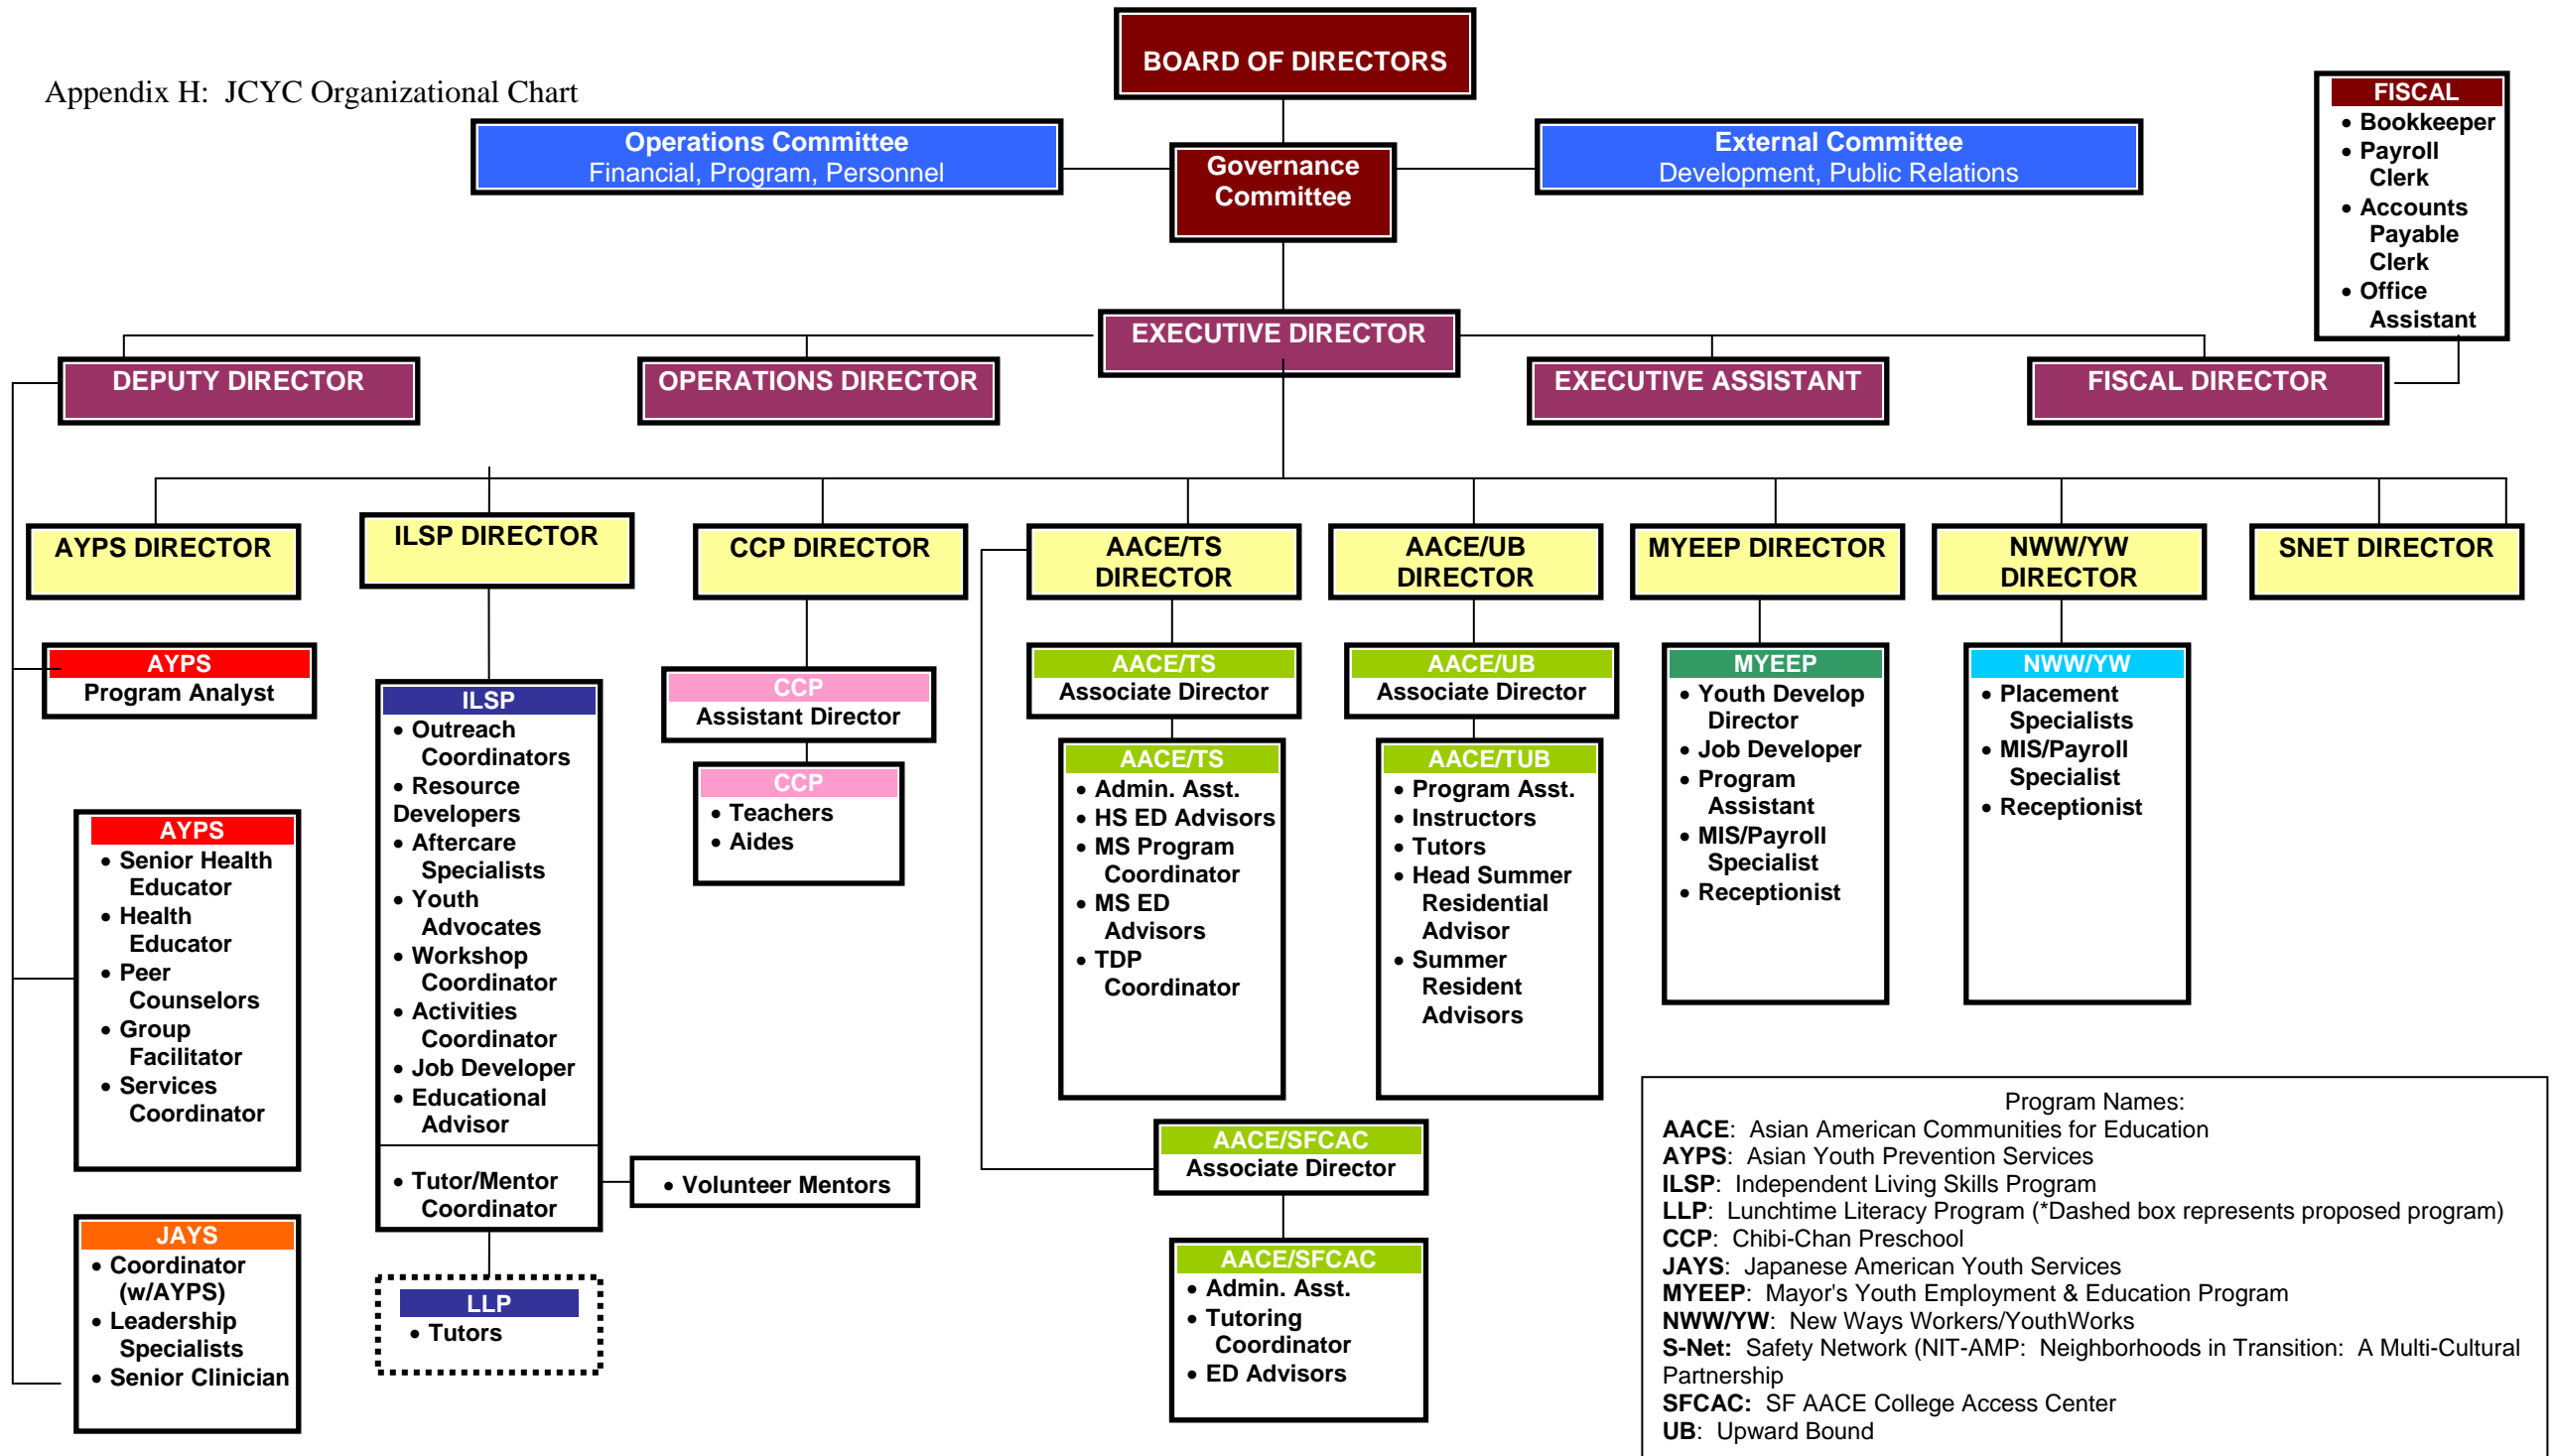 BOARD OF DIRECTORS
Appendix H:  JCYC Organizational Chart
FISCAL
• Bookkeeper
• Payroll
Clerk
• Accounts
Payable
Clerk
• Office
Assistant
Operations Committee
Financial, Program, Personnel
Governance
Committee
External Committee
Development, Public Relations
EXECUTIVE DIRECTOR
DEPUTY DIRECTOR
OPERATIONS DIRECTOR
EXECUTIVE ASSISTANT
FISCAL DIRECTOR
AYPS DIRECTOR
ILSP DIRECTOR
CCP DIRECTOR
AACE/TS
DIRECTOR
AACE/UB
DIRECTOR
MYEEP DIRECTOR
NWW/YW
DIRECTOR
SNET DIRECTOR
AYPS
Program Analyst
AYPS
• Senior Health
Educator
• Health
Educator
• Peer
Counselors
• Group
Facilitator
• Services
Coordinator
JAYS
• Coordinator
(w/AYPS)
• Leadership
Specialists
• Senior Clinician
ILSP
• Outreach
Coordinators
• Resource
Developers
• Aftercare
Specialists
• Youth
Advocates
• Workshop
Coordinator
• Activities
Coordinator
• Job Developer
• Educational
Advisor
• Tutor/Mentor
Coordinator
• Volunteer Mentors
LLP
• Tutors
CCP
Assistant Director
CCP
• Teachers
• Aides
AACE/TS
Associate Director
AACE/TS
• Admin. Asst.
• HS ED Advisors
• MS Program
Coordinator
• MS ED
Advisors
• TDP
Coordinator
AACE/SFCAC
Associate Director
AACE/SFCAC
• Admin. Asst.
• Tutoring
Coordinator
• ED Advisors
AACE/UB
Associate Director
AACE/TUB
• Program Asst.
• Instructors
• Tutors
• Head Summer
Residential
Advisor
• Summer
Resident
Advisors
MYEEP
• Youth Develop
Director
• Job Developer
• Program
Assistant
• MIS/Payroll
Specialist
• Receptionist
NWW/YW
• Placement
Specialists
• MIS/Payroll
Specialist
• Receptionist
Program Names:
AACE:  Asian American Communities for Education
AYPS:  Asian Youth Prevention Services
ILSP:  Independent Living Skills Program
LLP:  Lunchtime Literacy Program (*Dashed box represents proposed program)
CCP:  Chibi-Chan Preschool
JAYS:  Japanese American Youth Services
MYEEP:  Mayor's Youth Employment & Education Program
NWW/YW:  New Ways Workers/YouthWorks
S-Net:  Safety Network (NIT-AMP:  Neighborhoods in Transition:  A Multi-Cultural
Partnership
SFCAC:  SF AACE College Access Center
UB:  Upward Bound